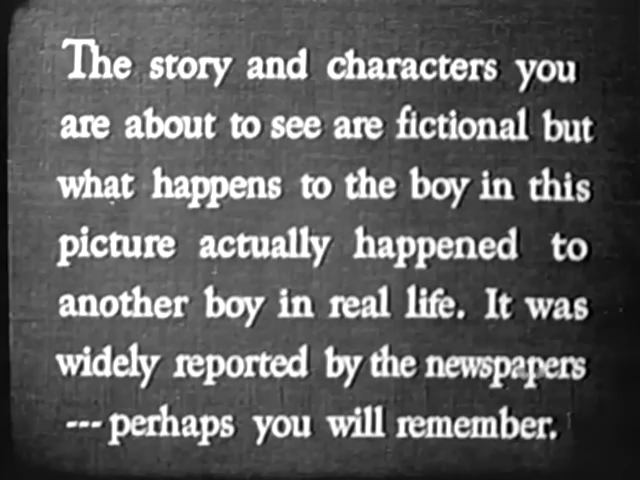 The story and characters you
are about to see are fictional but
what happens to the boy in this
picture actually happened to
another boy in real life. It was
widely reported by the newspapers
---perhaps you will remember.